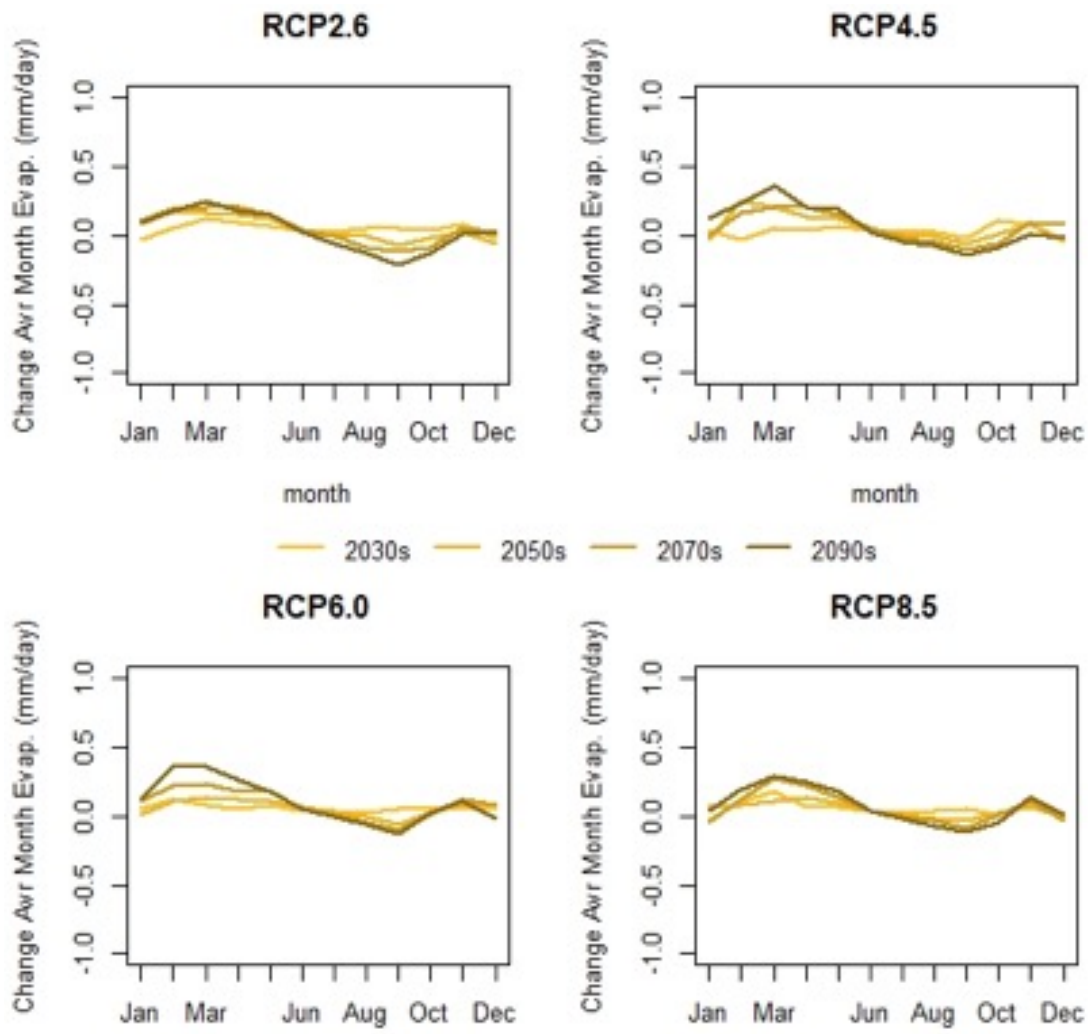 RCP2.6
RCP4.5
Change Avr Month Evap. (mm/day)
1.0
0.5
0.0
-0.5
-1.0
Jan Mar Jun Aug Oct Dec
month
Change Avr Month Evap. (mm/day)
1.0
0.5
0.0
-0.5
-1.0
Jan Mar Jun Aug Oct Dec
month
2030s 2050s 2070s 2090s
RCP6.0
RCP8.5
Change Avr Month Evap. (mm/day)
1.0
0.5
0.0
-0.5
-1.0
Jan Mar Jun Aug Oct Dec
Change Avr Month Evap. (mm/day)
1.0
0.5
0.0
-0.5
-1.0
Jan Mar Jun Aug Oct Dec